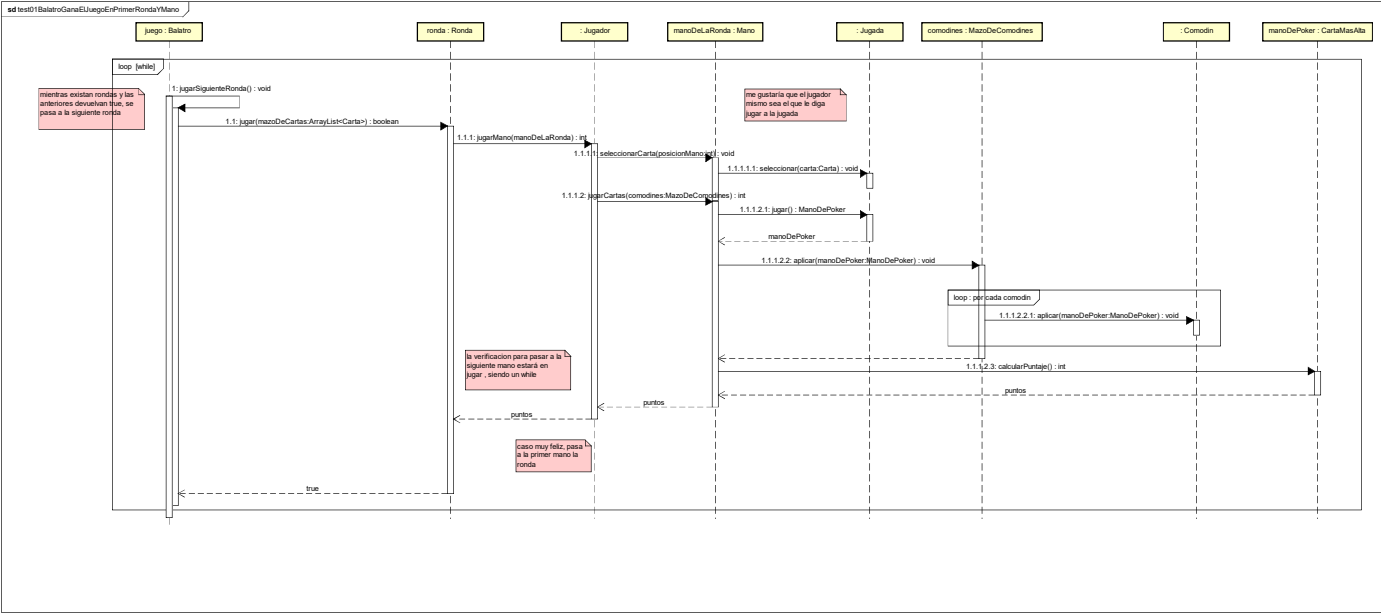 sd test01BalatroGanaElJuegoEnPrimerRondaYMano
juego : Balatro
ronda : Ronda
: Jugador
manoDeLaRonda : Mano
: Jugada
comodines : MazoDeComodines
: Comodin
manoDePoker : CartaMasAlta
loop [while]
mientras existan rondas y las
anteriores devuelvan true, se
pasa a la siguiente ronda
1: jugarSiguienteRonda() : void
me gustaría que el jugador
mismo sea el que le diga
jugar a la jugada
1.1: jugar(mazoDeCartas:ArrayList<Carta>) : boolean
1.1.1: jugarMano(manoDeLaRonda) : int
1.1.1.1: seleccionarCarta(posicionMano:int) : void
1.1.1.1.1: seleccionar(carta:Carta) : void
1.1.1.2: jugarCartas(comodines:MazoDeComodines) : int
1.1.1.2.1: jugar() : ManoDePoker
manoDePoker
1.1.1.2.2: aplicar(manoDePoker:ManoDePoker) : void
loop : por cada comodin
1.1.1.2.2.1: aplicar(manoDePoker:ManoDePoker) : void
la verificacion para pasar a la
siguiente mano estará en
jugar , siendo un while
1.1.1.2.3: calcularPuntaje() : int
puntos
puntos
puntos
caso muy feliz, pasa
a la primer mano la
ronda
true